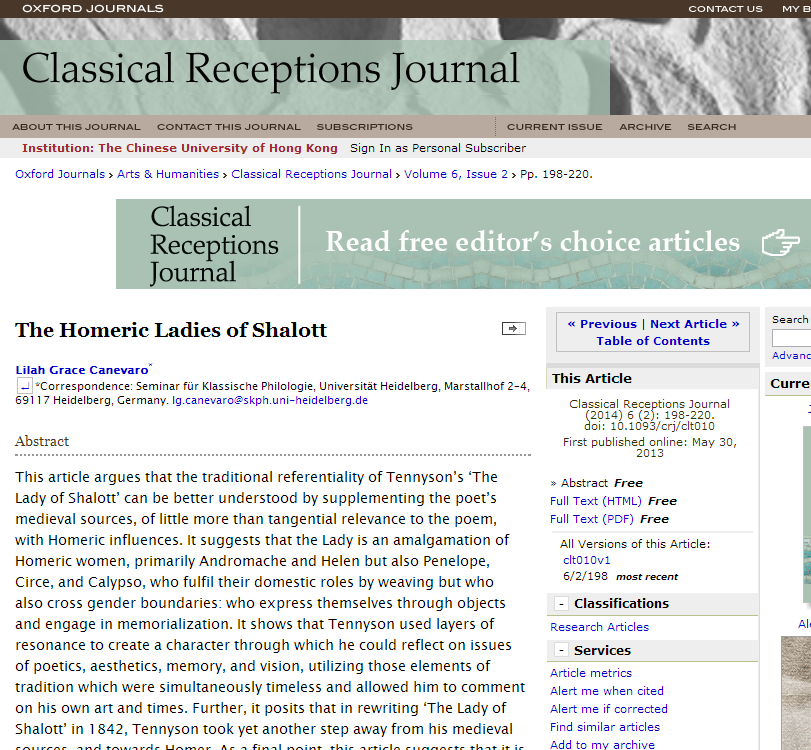 OXFORD JOURNALS
CONTACT US MY B
Classical Receptions Journal
ABOUT THIS JOURNAL CONTACT THIS JOURNAL SUBSCRIPTIONS CURRENT ISSUE ARCHIVE SEARCH
Institution: The Chinese University of Hong Kong Sign In as Personal Subscriber
Oxford Journals › Arts & Humanities › Classical Receptions Journal › Volume 6, Issue 2 › Pp. 198-220.
Classical
Receptions
Journal
Read free editor's choice articles
The Homeric Ladies of Shalott
Lilah Grace Canevaro*
*Correspondence: Seminar für Klassische Philologie, Universität Heidelberg, Marstallhof 2–4,
69117 Heidelberg, Germany. lg.canevaro@skph.uni-heidelberg.de
Abstract
This article argues that the traditional referentiality of Tennyson's 'The
Lady of Shalott' can be better understood by supplementing the poet's
medieval sources, of little more than tangential relevance to the poem,
with Homeric influences. It suggests that the Lady is an amalgamation of
Homeric women, primarily Andromache and Helen but also Penelope,
Circe, and Calypso, who fulfil their domestic roles by weaving but who
also cross gender boundaries: who express themselves through objects
and engage in memorialization. It shows that Tennyson used layers of
resonance to create a character through which he could reflect on issues
of poetics, aesthetics, memory, and vision, utilizing those elements of
tradition which were simultaneously timeless and allowed him to comment
on his own art and times. Further, it posits that in rewriting 'The Lady of
Shalott' in 1842, Tennyson took yet another step away from his medieval
sources, and towards Homer. As a final point, this article suggests that it is
« Previous | Next Article »
Table of Contents
This Article
Classical Receptions Journal
(2014) 6 (2): 198-220.
doi: 10.1093/crj/clt010
First published online: May 30,
2013
» Abstract Free
Full Text (HTML) Free
Full Text (PDF) Free
All Versions of this Article:
clt010v1
6/2/198 most recent
- Classifications
Research Articles
- Services
Article metrics
Alert me when cited
Alert me if corrected
Find similar articles
Add to my archive
Search
Advanc
Curre
Al